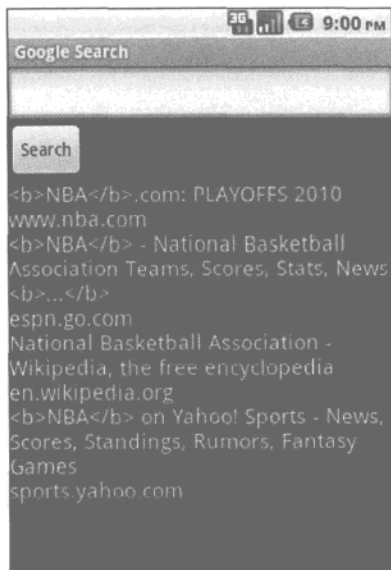 3G 9:00 PM
Google Search
Search
<b>NBA</b>.com: PLAYOFFS 2010
www.nba.com
<b>NBA</b> - National Basketball
Association Teams, Scores, Stats, News
<b>...</b>
espn.go.com
National Basketball Association -
Wikipedia, the free encyclopedia
en.wikipedia.org
<b>NBA</b> on Yahoo! Sports - News,
Scores, Standings, Rumors, Fantasy
Games
sports.yahoo.com